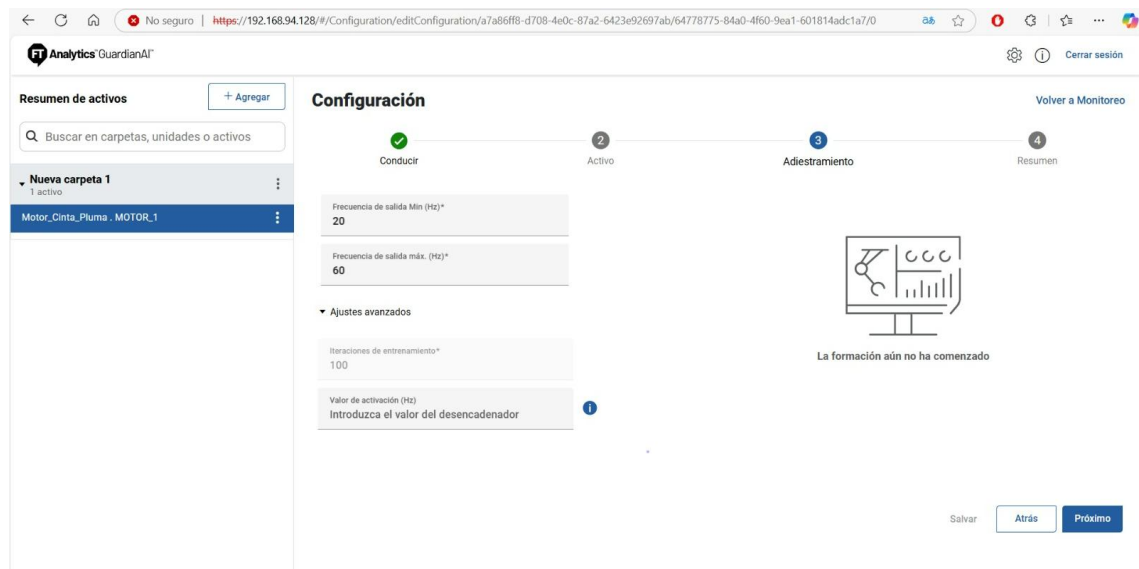 No seguro | https://192.168.94.128/#/Configuration/editConfiguration/a7a86ff8-d708-4e0c-87a2-6423e92697ab/64778775-84a0-4f60-9ea1-601814adc1a7/0
FT Analytics™ GuardianAI™
Cerrar sesión
Resumen de activos
+ Agregar
Buscar en carpetas, unidades o activos
Nueva carpeta 1
1 activo
Motor_Cinta_Pluma . MOTOR_1
Configuración
Volver a Monitoreo
Conducir
2
Activo
3
Adiestramiento
4
Resumen
Frecuencia de salida Min (Hz)*
20
Frecuencia de salida máx. (Hz)*
60
Ajustes avanzados
Iteraciones de entrenamiento*
100
Valor de activación (Hz)
Introduzca el valor del desencadenador
La formación aún no ha comenzado
Salvar
Atrás
Próximo